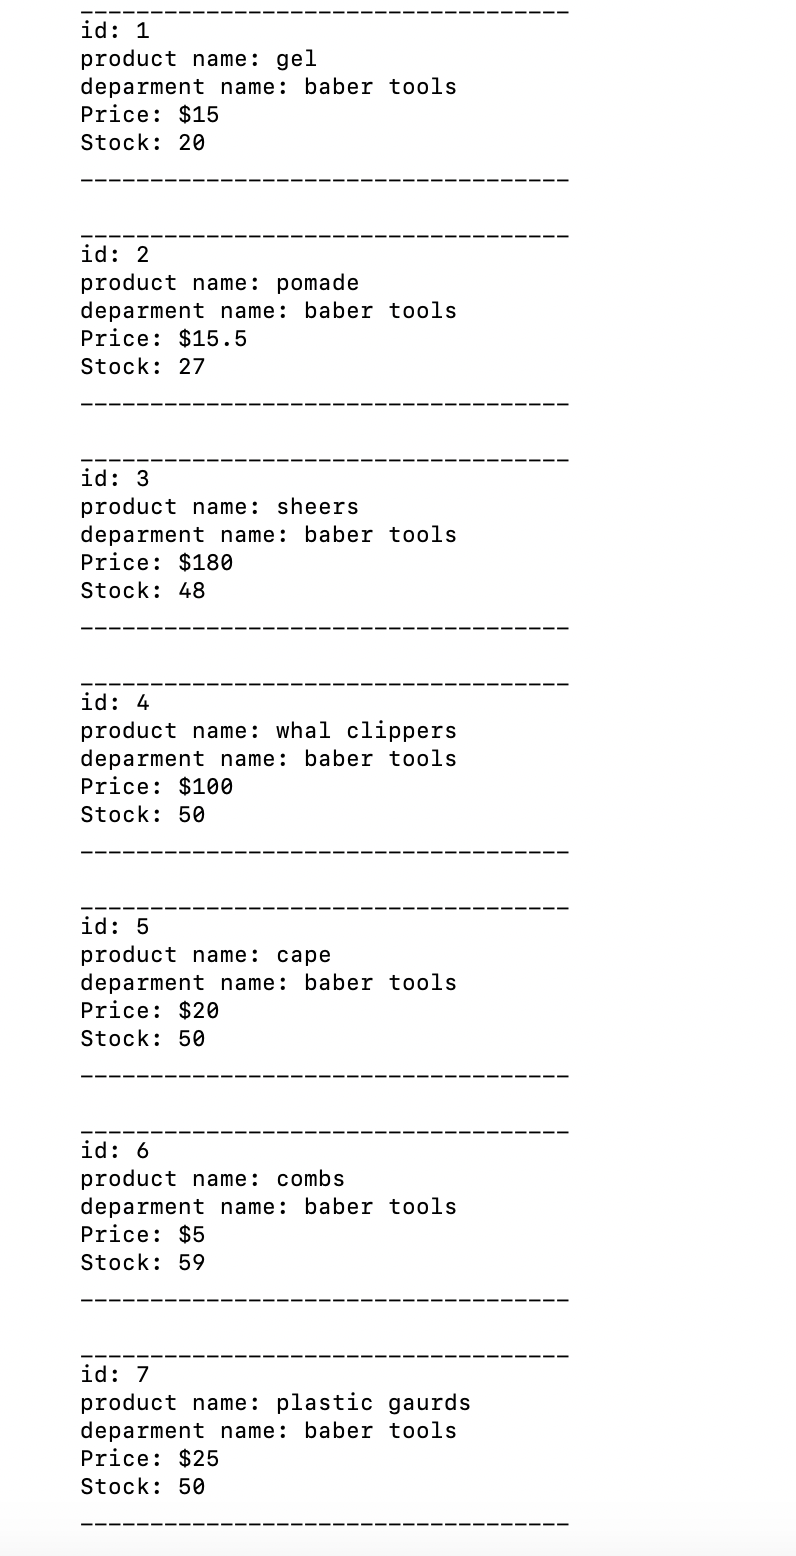 id: 1
product name: gel
deparment name: baber tools
Price: $15
Stock: 20
id: 2
product name: pomade
deparment name: baber tools
Price: $15.5
Stock: 27
id: 3
product name: sheers
deparment name: baber tools
Price: $180
Stock: 48
id: 4
product name: whal clippers
deparment name: baber tools
Price: $100
Stock: 50
id: 5
product name: cape
deparment name: baber tools
Price: $20
Stock: 50
id: 6
product name: combs
deparment name: baber tools
Price: $5
Stock: 59
id: 7
product name: plastic gaurds
deparment name: baber tools
Price: $25
Stock: 50